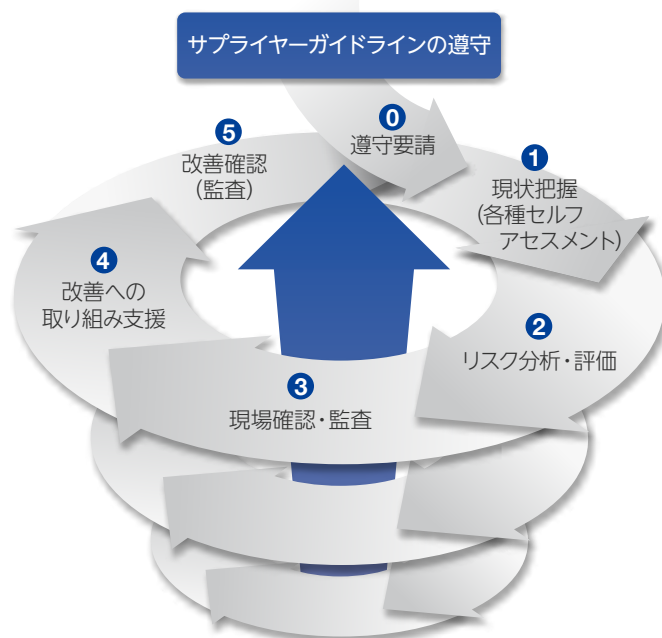 サプライヤーガイドラインの遵守
0
遵守要請
1
現状把握
(各種セルフ
アセスメント)
2
リスク分析・評価
3
現場確認・監査
4
改善への
取り組み支援
5
改善確認
(監査)